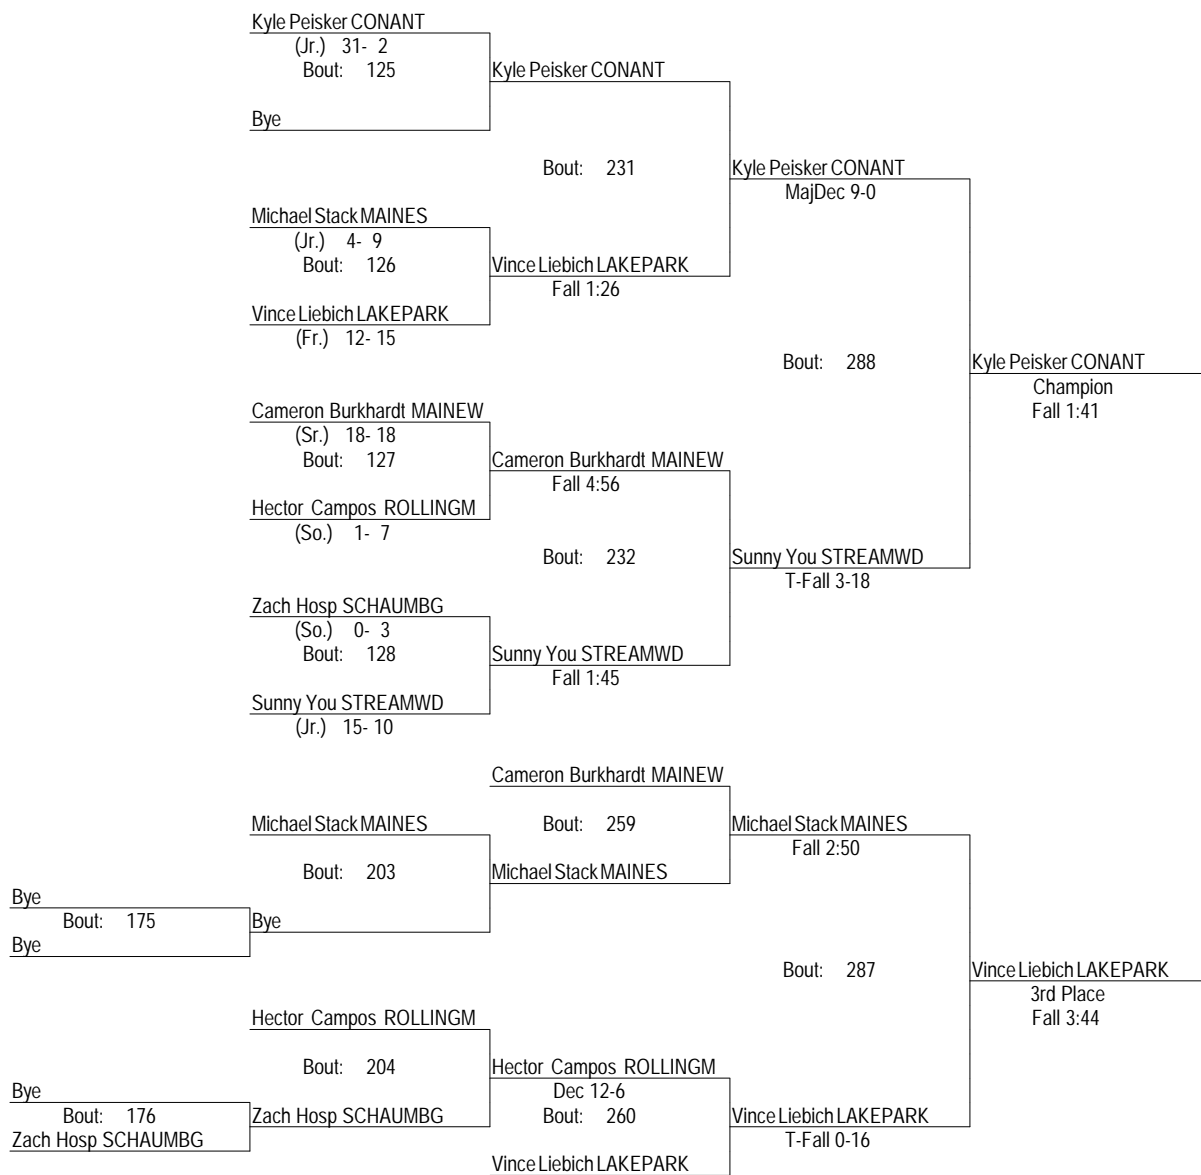 Kyle Peisker CONANT
(Jr.) 31- 2
Bout: 125
Kyle Peisker CONANT
Bye
Bout: 231
Kyle Peisker CONANT
MajDec 9-0
Michael Stack MAINES
(Jr.) 4- 9
Bout: 126
Vince Liebich LAKEPARK
Fall 1:26
Vince Liebich LAKEPARK
(Fr.) 12- 15
Bout: 288
Kyle Peisker CONANT
Champion
Fall 1:41
Cameron Burkhardt MAINEW
(Sr.) 18- 18
Bout: 127
Cameron Burkhardt MAINEW
Fall 4:56
Hector Campos ROLLINGM
(So.) 1- 7
Bout: 232
Sunny You STREAMWD
T-Fall 3-18
Zach Hosp SCHAUMBG
(So.) 0- 3
Bout: 128
Sunny You STREAMWD
Fall 1:45
Sunny You STREAMWD
(Jr.) 15- 10
Cameron Burkhardt MAINEW
Michael Stack MAINES
Bout: 259
Michael Stack MAINES
Fall 2:50
Bout: 203
Michael Stack MAINES
Bye
Bout: 175
Bye
Bye
Bout: 287
Vince Liebich LAKEPARK
3rd Place
Fall 3:44
Hector Campos ROLLINGM
Bout: 204
Hector Campos ROLLINGM
Dec 12-6
Bye
Bout: 176
Zach Hosp SCHAUMBG
Bout: 260
Vince Liebich LAKEPARK
T-Fall 0-16
Zach Hosp SCHAUMBG
Vince Liebich LAKEPARK